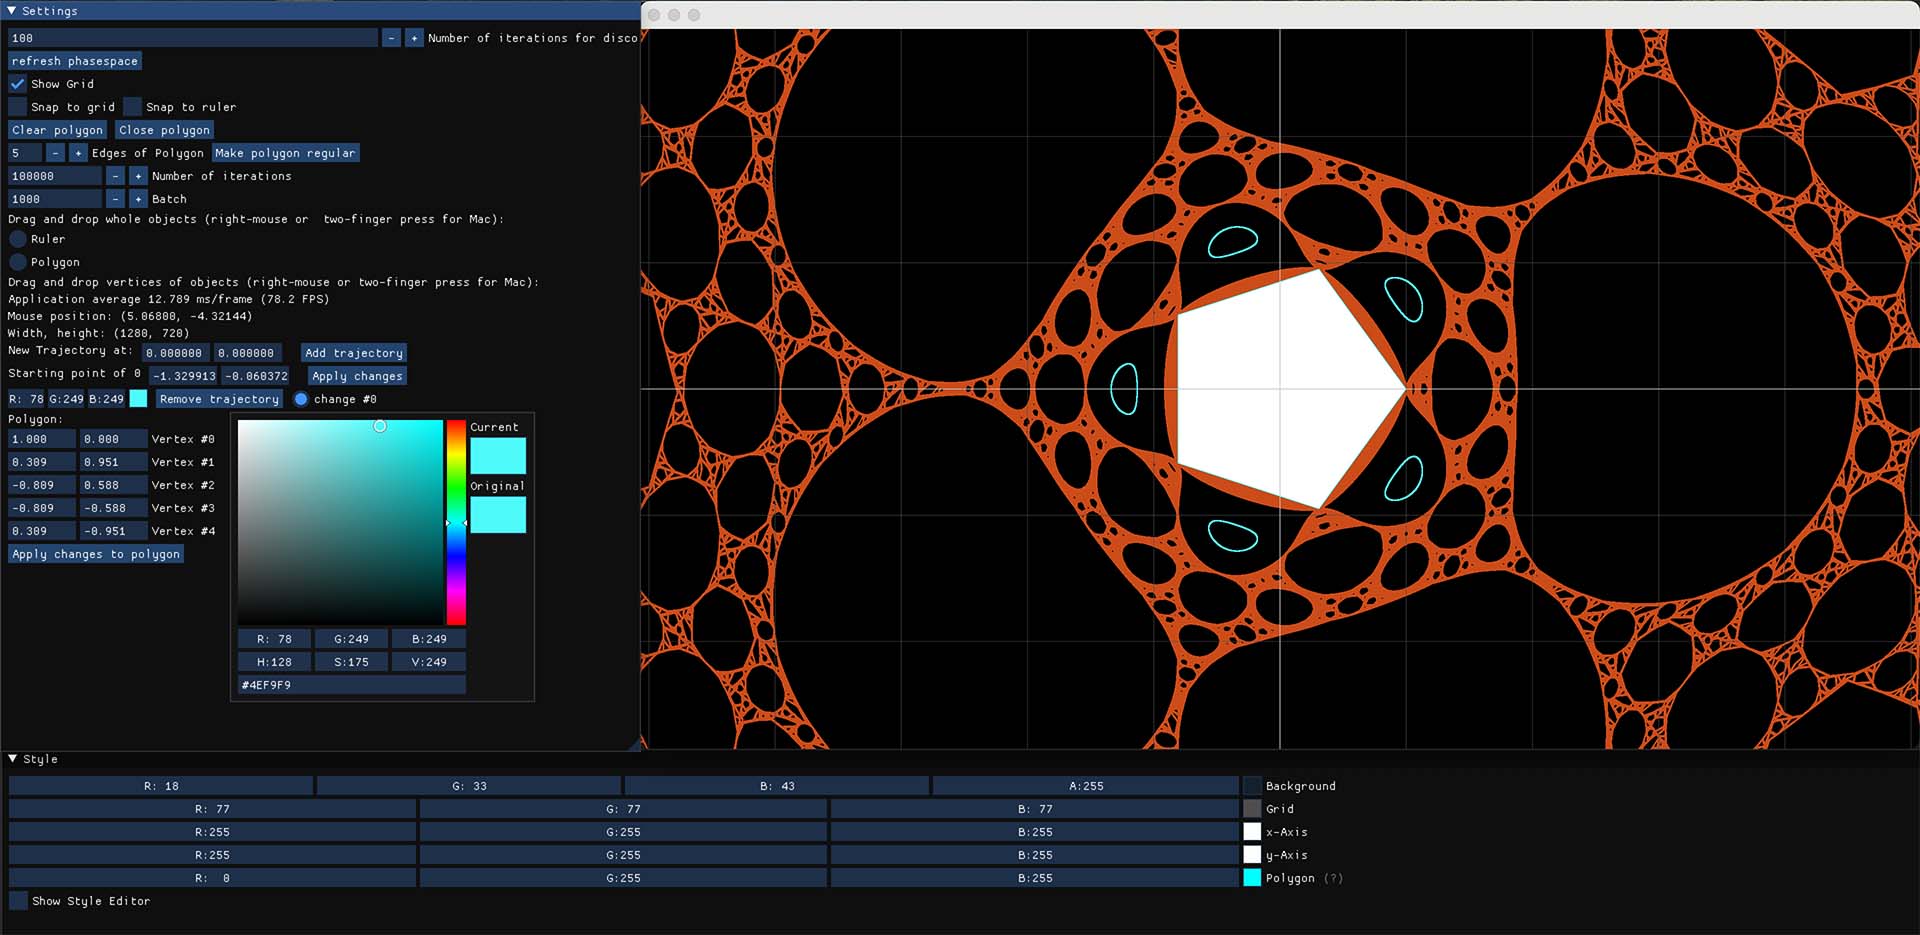 Settings
100 - + Number of iterations for disco
refresh phasespace
Show Grid
Snap to grid Snap to ruler
Clear polygon Close polygon
5 - + Edges of Polygon Make polygon regular
100000 - + Number of iterations
1000 - + Batch
Drag and drop whole objects (right-mouse or  two-finger press for Mac):
Ruler
Polygon
Drag and drop vertices of objects (right-mouse or two-finger press for Mac):
Application average 12.789 ms/frame (78.2 FPS)
Mouse position: (5.06800, -4.32144)
Width, height: (1280, 720)
New Trajectory at: 0.000000 0.000000 Add trajectory
Starting point of 0 -1.329913 -0.060372 Apply changes
R: 78 G:249 B:249 Remove trajectory change #0
Polygon:
1.000 0.000 Vertex #0
0.309 0.951 Vertex #1
-0.809 0.588 Vertex #2
-0.809 -0.588 Vertex #3
0.309 -0.951 Vertex #4
Apply changes to polygon
Current
Original
R: 78 G:249 B:249
H:128 S:175 V:249
#4EF9F9
Style
R: 18 G: 33 B: 43 A:255 Background
R: 77 G: 77 B: 77 Grid
R:255 G:255 B:255 x-Axis
R:255 G:255 B:255 y-Axis
R:  0 G:255 B:255 Polygon (?)
Show Style Editor